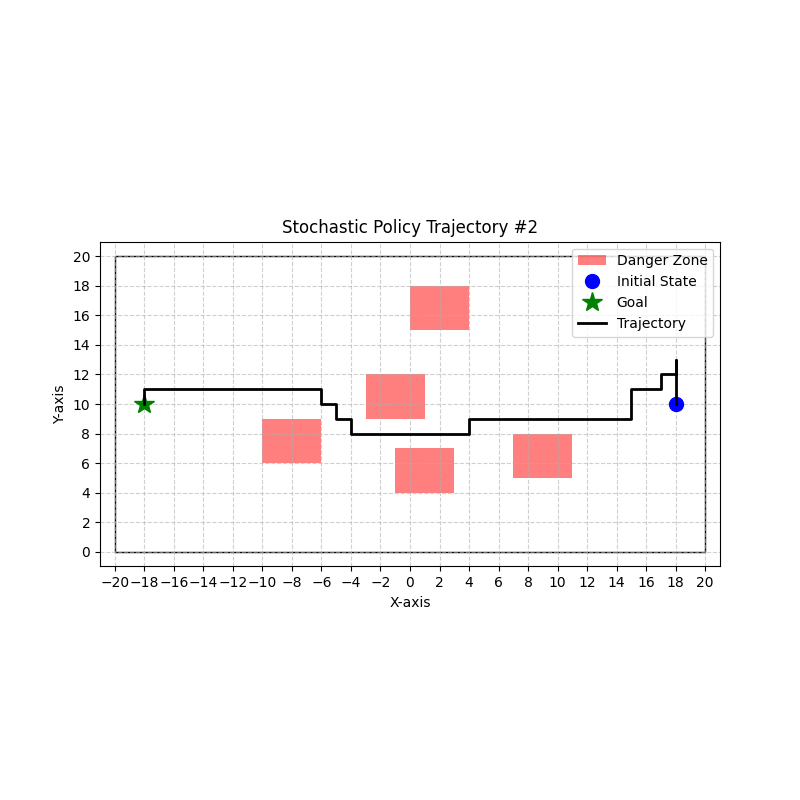 Stochastic Policy Trajectory #2
Danger Zone
Initial State
Goal
Trajectory
Y-axis
20
18
16
14
12
10
8
6
4
2
0
−20 −18 −16 −14 −12 −10 −8 −6 −4 −2 0 2 4 6 8 10 12 14 16 18 20
X-axis